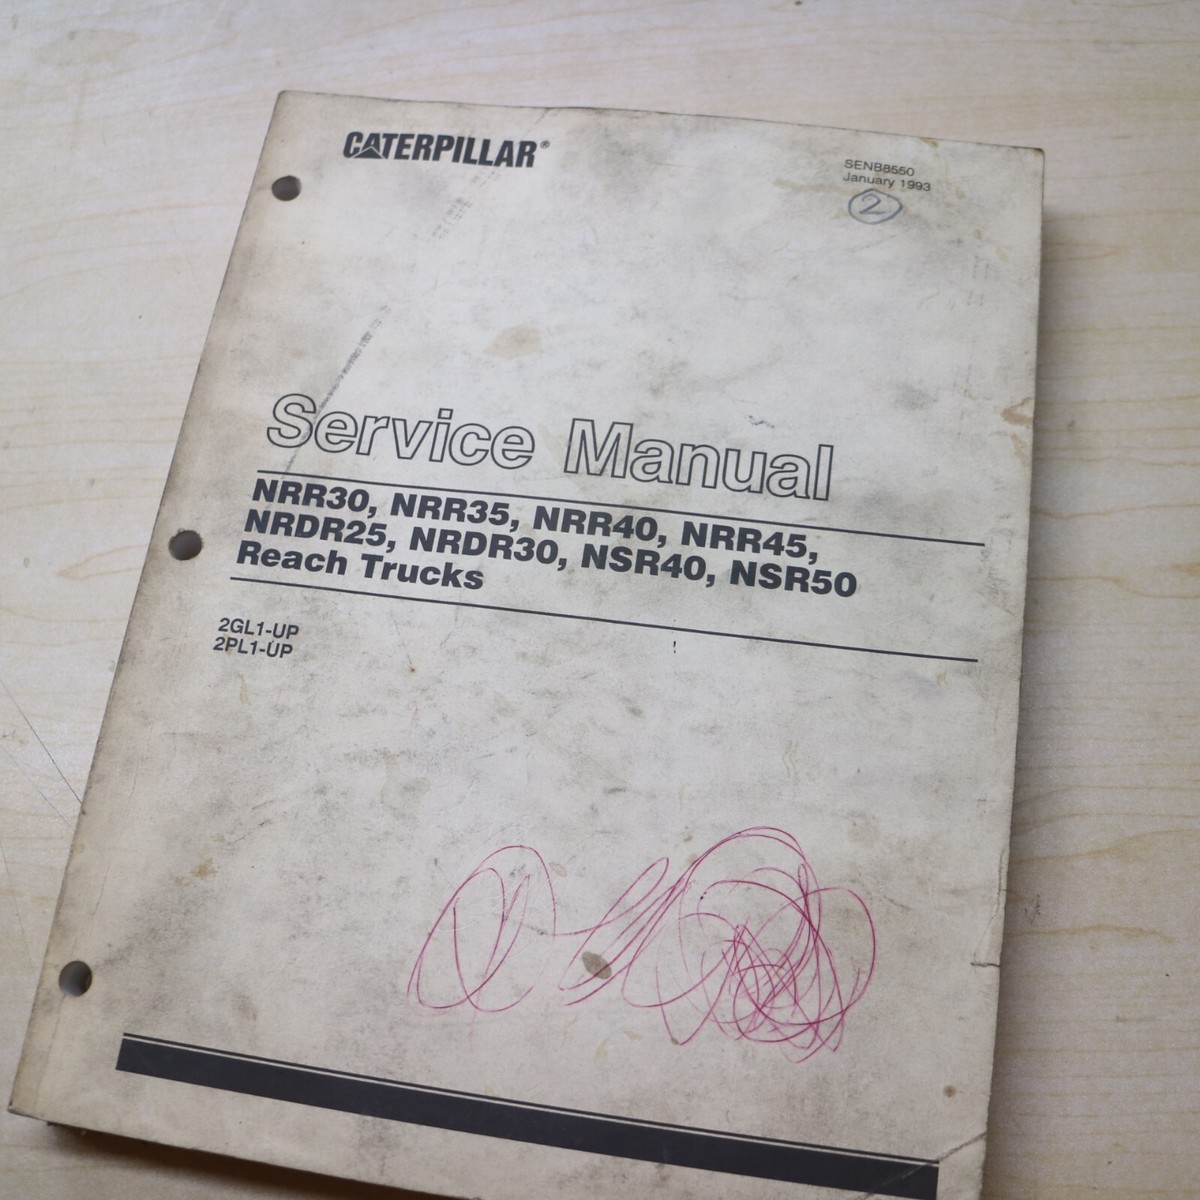 CATERPILLAR®
SENB8550
January 1993
2
Service Manual
NRR30, NRR35, NRR40, NRR45,
NRDR25, NRDR30, NSR40, NSR50
Reach Trucks
2GL1-UP
2PL1-UP